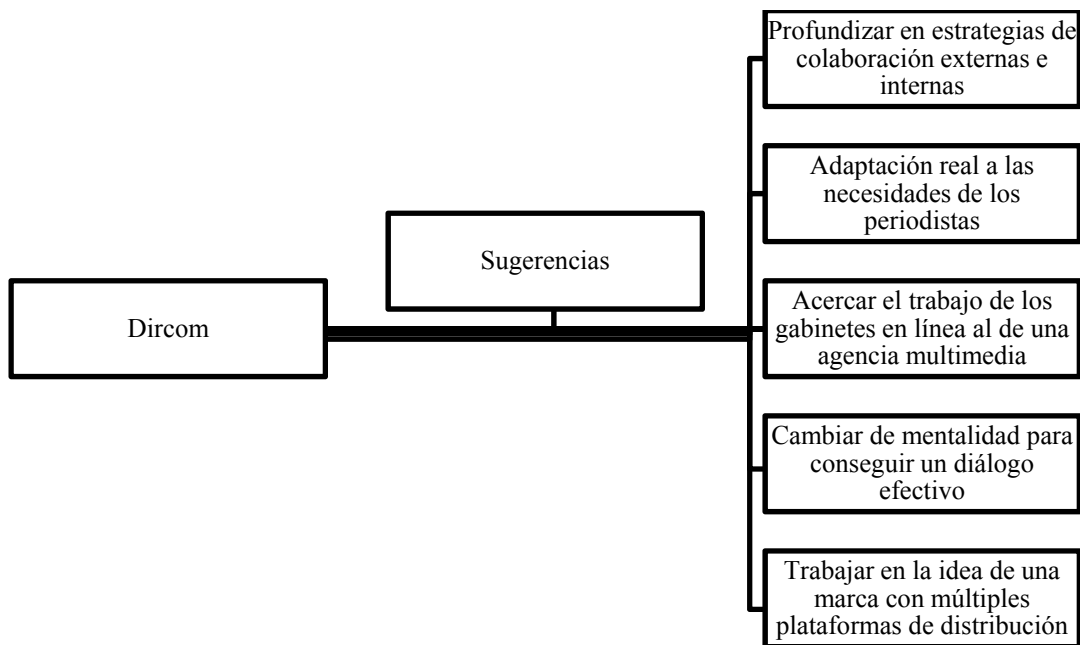 Dircom
Sugerencias
Profundizar en estrategias de
colaboración externas e
internas
Adaptación real a las
necesidades de los
periodistas
Acercar el trabajo de los
gabinetes en línea al de una
agencia multimedia
Cambiar de mentalidad para
conseguir un diálogo
efectivo
Trabajar en la idea de una
marca con múltiples
plataformas de distribución